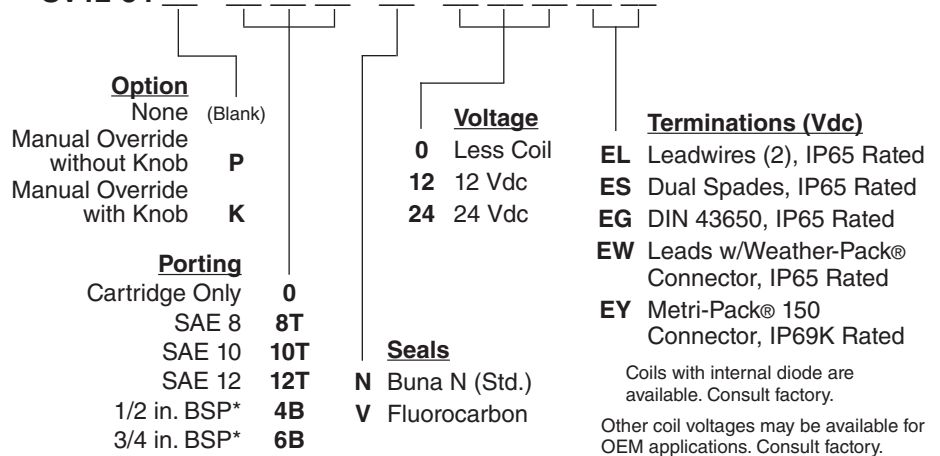 Option
None (Blank)
Manual Override
without Knob P
Manual Override
with Knob K
Porting
Cartridge Only 0
SAE 8 8T
SAE 10 10T
SAE 12 12T
1/2 in. BSP* 4B
3/4 in. BSP* 6B
Seals
N Buna N (Std.)
V Fluorocarbon
Voltage
0 Less Coil
12 12 Vdc
24 24 Vdc
Terminations (Vdc)
EL Leadwires (2), IP65 Rated
ES Dual Spades, IP65 Rated
EG DIN 43650, IP65 Rated
EW Leads w/Weather-Pack®
Connector, IP65 Rated
EY Metri-Pack® 150
Connector, IP69K Rated
Coils with internal diode are
available. Consult factory.
Other coil voltages may be available for
OEM applications. Consult factory.